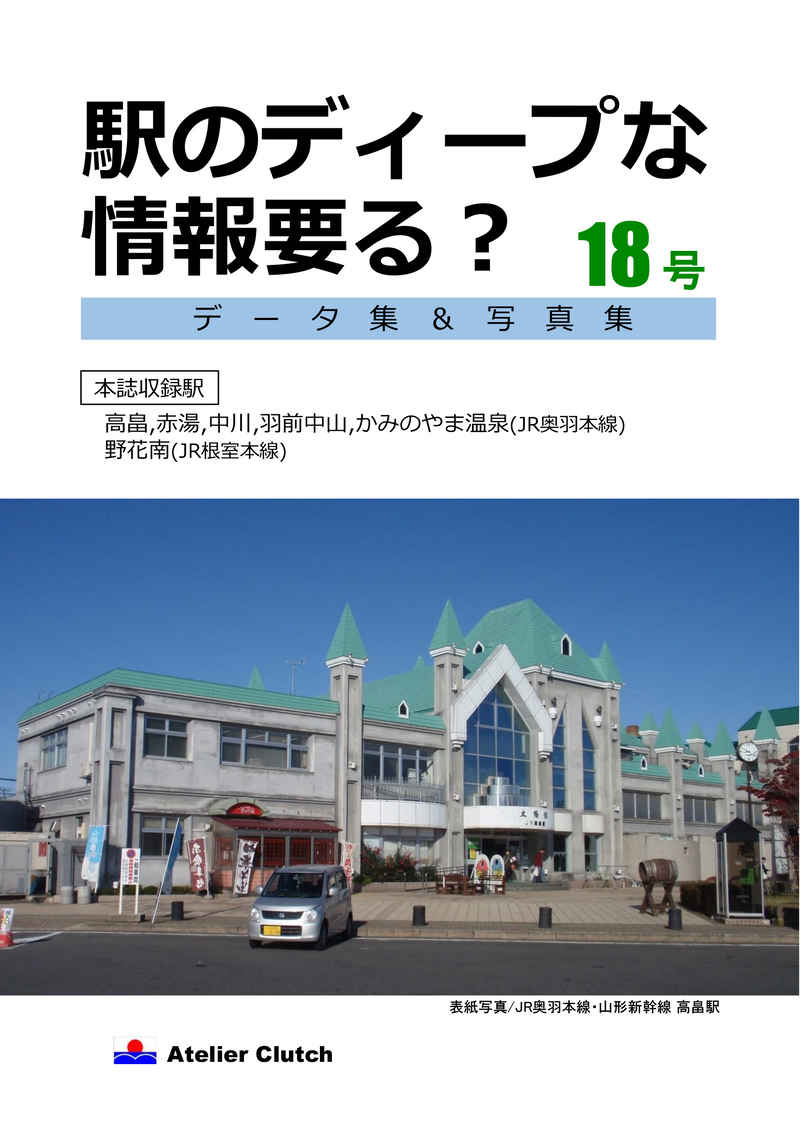 駅のディープな
情報要る？
18号
データ集＆写真集
本誌収録駅
高畠,赤湯,中川,羽前中山,かみのやま温泉(JR奥羽本線)
野花南(JR根室本線)
表紙写真/JR奥羽本線・山形新幹線 高畠駅
Atelier Clutch